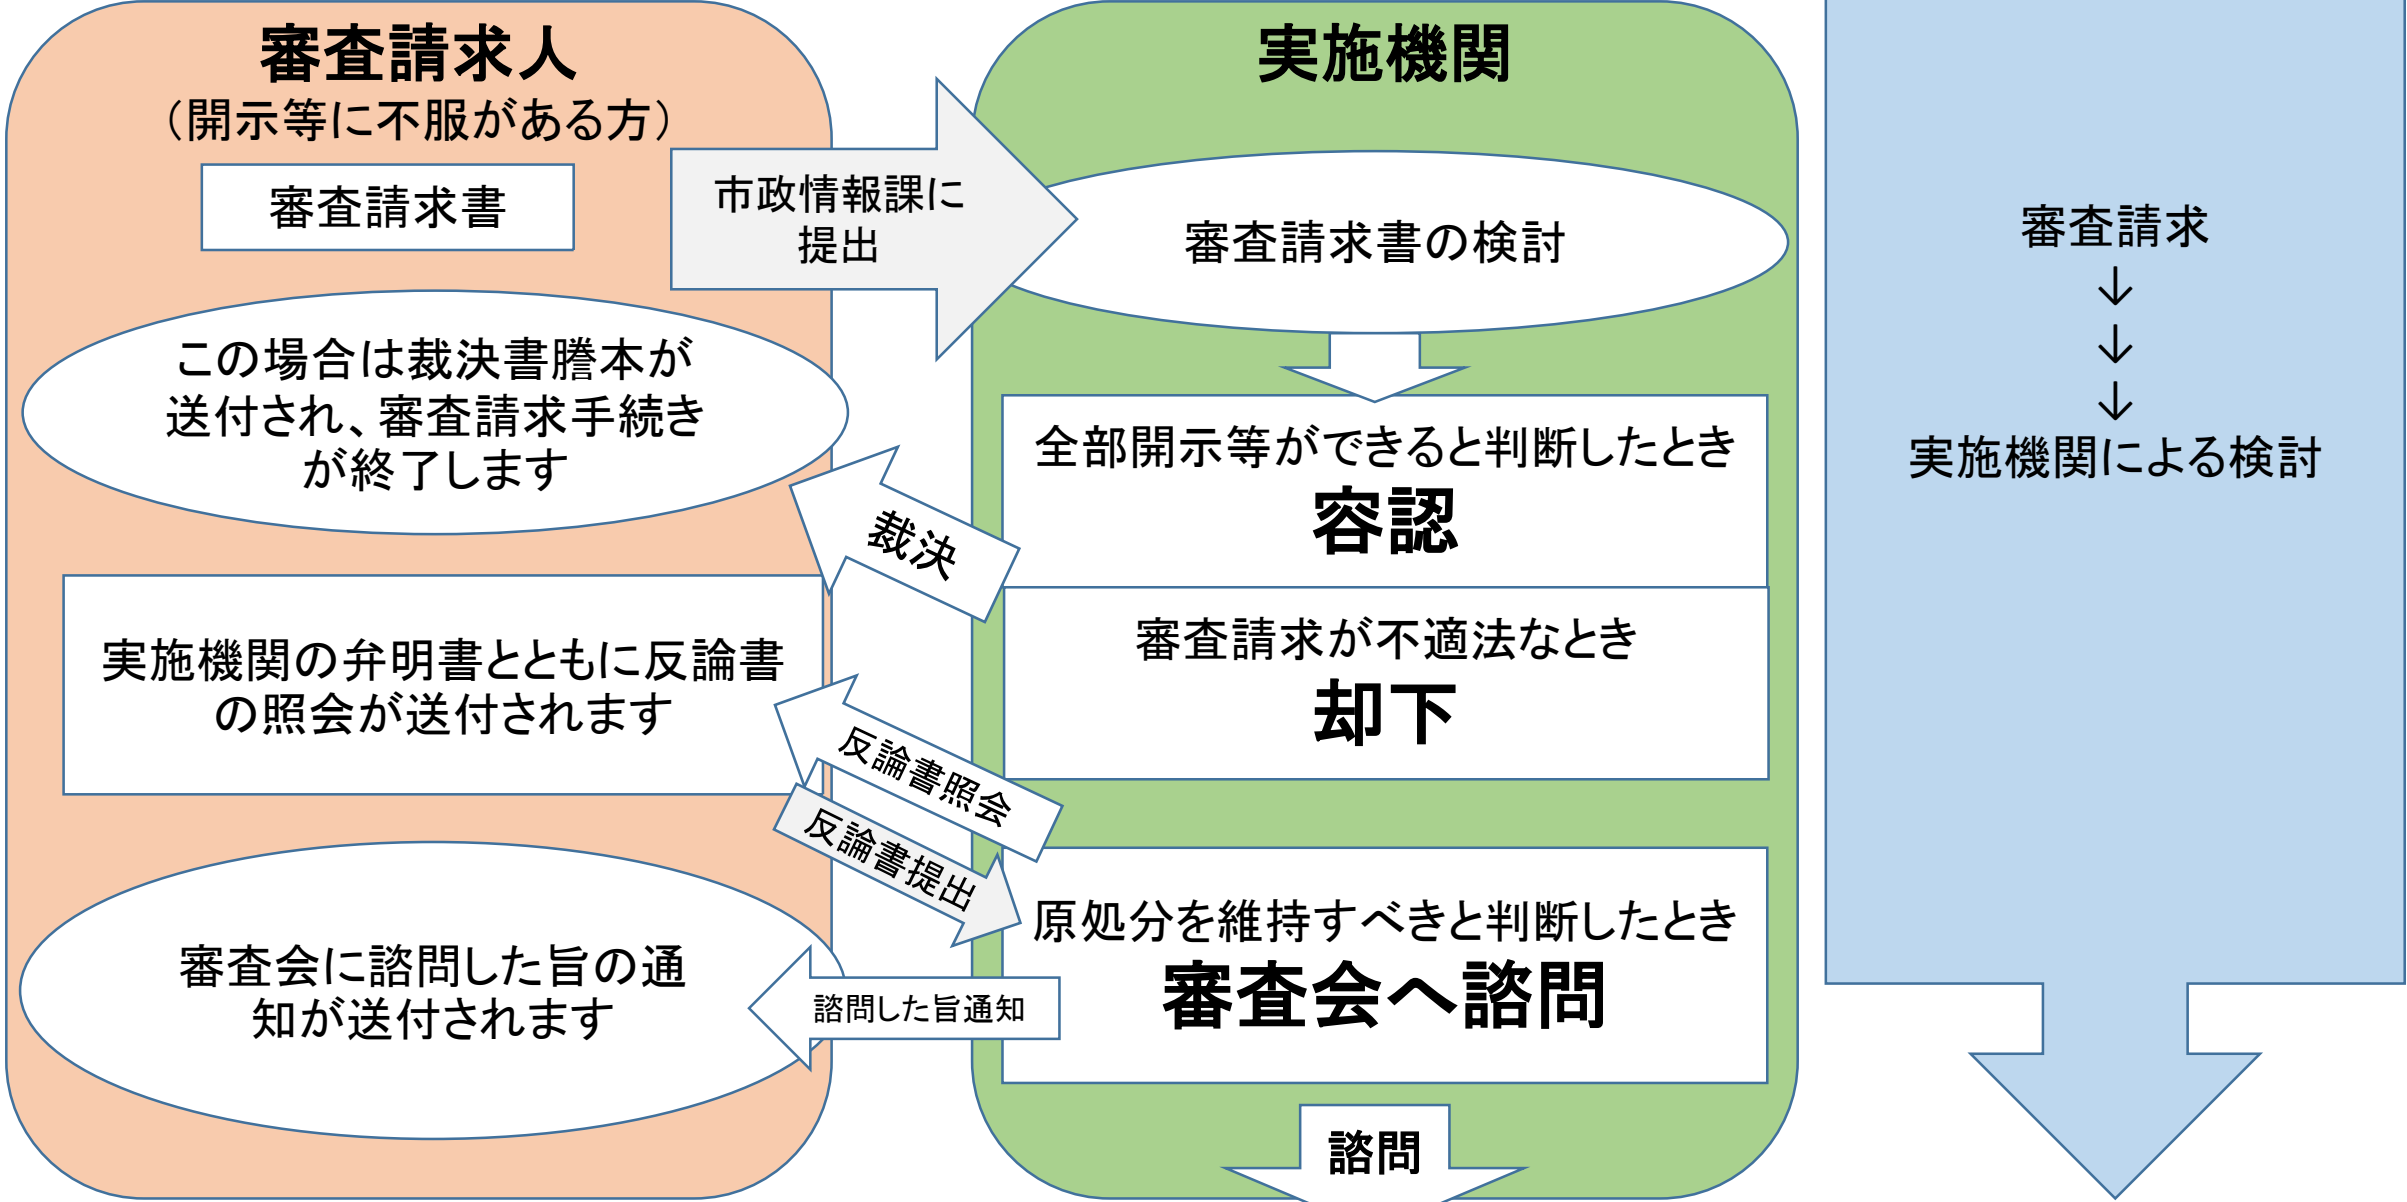 審査請求人
（開示等に不服がある方）
審査請求書
市政情報課に
提出
この場合は裁決書謄本が
送付され、審査請求手続き
が終了します
裁決
実施機関の弁明書とともに反論書
の照会が送付されます
反論書照会
反論書提出
審査会に諮問した旨の通
知が送付されます
諮問した旨通知
実施機関
審査請求書の検討
全部開示等ができると判断したとき
容認
審査請求が不適法なとき
却下
原処分を維持すべきと判断したとき
審査会へ諮問
諮問
審査請求
↓
↓
↓
実施機関による検討